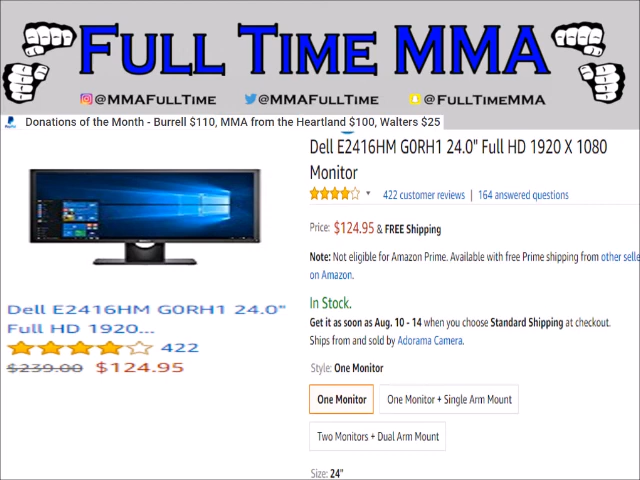 FULL TIME MMA
@MMAFULLTIME @MMAFULLTIME @FULLTIMEMMA
Donations of the Month - Burrell $110, MMA from the Heartland $100, Walters $25
Dell E2416HM G0RH1 24.0" Full HD 1920 X 1080
Monitor
422 customer reviews | 164 answered questions
Price: $124.95 & FREE Shipping
Note: Not eligible for Amazon Prime. Available with free Prime shipping from other selle
on Amazon.
In Stock.
Get it as soon as Aug. 10 - 14 when you choose Standard Shipping at checkout.
Ships from and sold by Adorama Camera.
Style: One Monitor
One Monitor One Monitor + Single Arm Mount
Two Monitors + Dual Arm Mount
Size: 24"
Dell E2416HM G0RH1 24.0"
Full HD 1920...
422
$239.00 $124.95